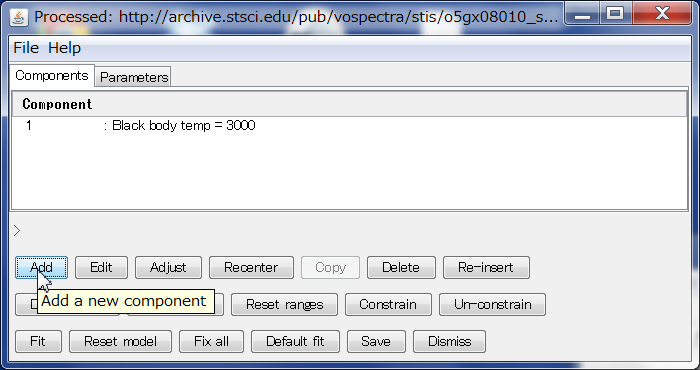 Processed: http://archive.stsci.edu/pub/vospectra/stis/o5gx08010_s...
File Help
Components Parameters
Component
1 : Black body temp = 3000
>
Add Edit Adjust Recenter Copy Delete Re-insert
Add a new component Reset ranges Constrain Un-constrain
Fit Reset model Fix all Default fit Save Dismiss